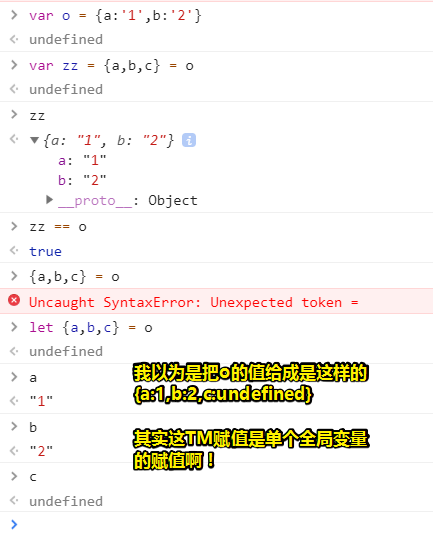 var o = {a:'1',b:'2'}
undefined
var zz = {a,b,c} = o
undefined
zz
{a: "1", b: "2"} i
a: "1"
b: "2"
__proto__: Object
zz == o
true
{a,b,c} = o
Uncaught SyntaxError: Unexpected token =
let {a,b,c} = o
undefined
a
"1"
b
"2"
c
undefined
我以为是把o的值给成是这样的
{a:1,b:2,c:undefined}
其实这TM赋值是单个全局变量
的赋值啊！